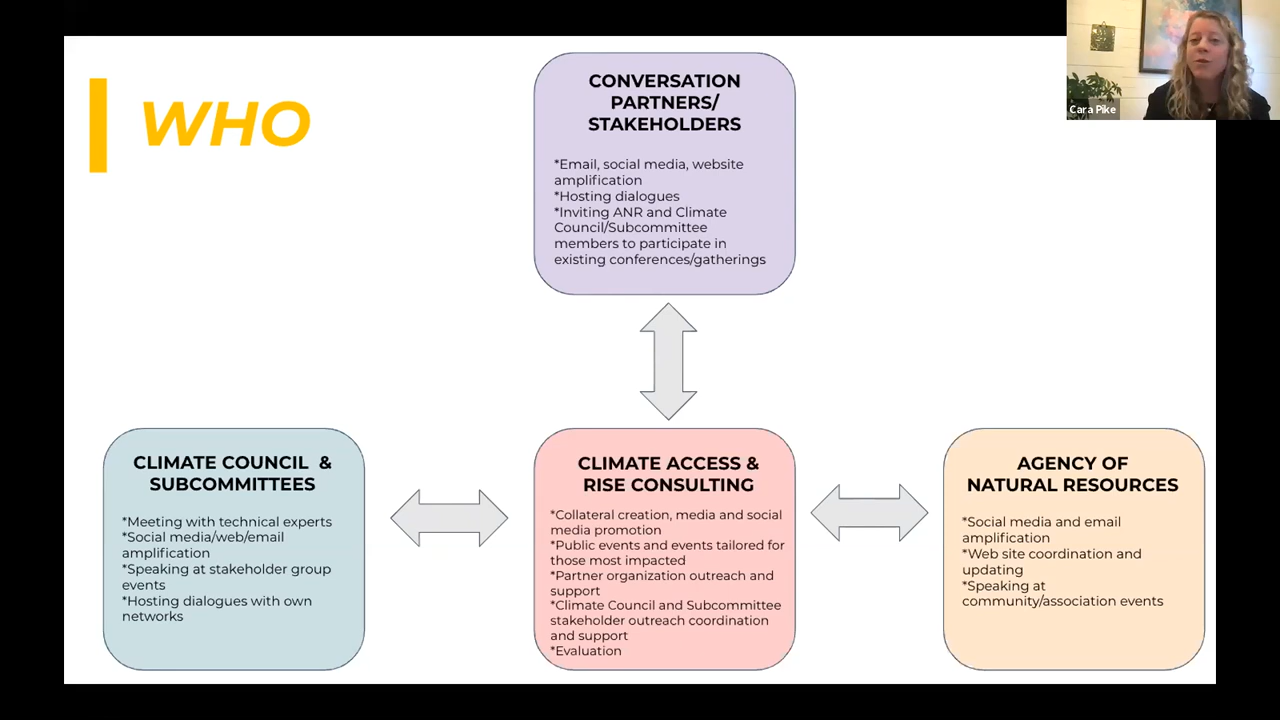 WHO
CONVERSATION
PARTNERS/
STAKEHOLDERS
*Email, social media, website
amplification
*Hosting dialogues
*Inviting ANR and Climate
Council/Subcommittee
members to participate in
existing conferences/gatherings
Cara Pike
CLIMATE COUNCIL &
SUBCOMMITTEES
*Meeting with technical experts
*Social media/web/email
amplification
*Speaking at stakeholder group
events
*Hosting dialogues with own
networks
CLIMATE ACCESS &
RISE CONSULTING
*Collateral creation, media and social
media promotion
*Public events and events tailored for
those most impacted
*Partner organization outreach and
support
*Climate Council and Subcommittee
stakeholder outreach coordination
and support
*Evaluation
AGENCY OF
NATURAL RESOURCES
*Social media and email
amplification
*Web site coordination and
updating
*Speaking at
community/association events